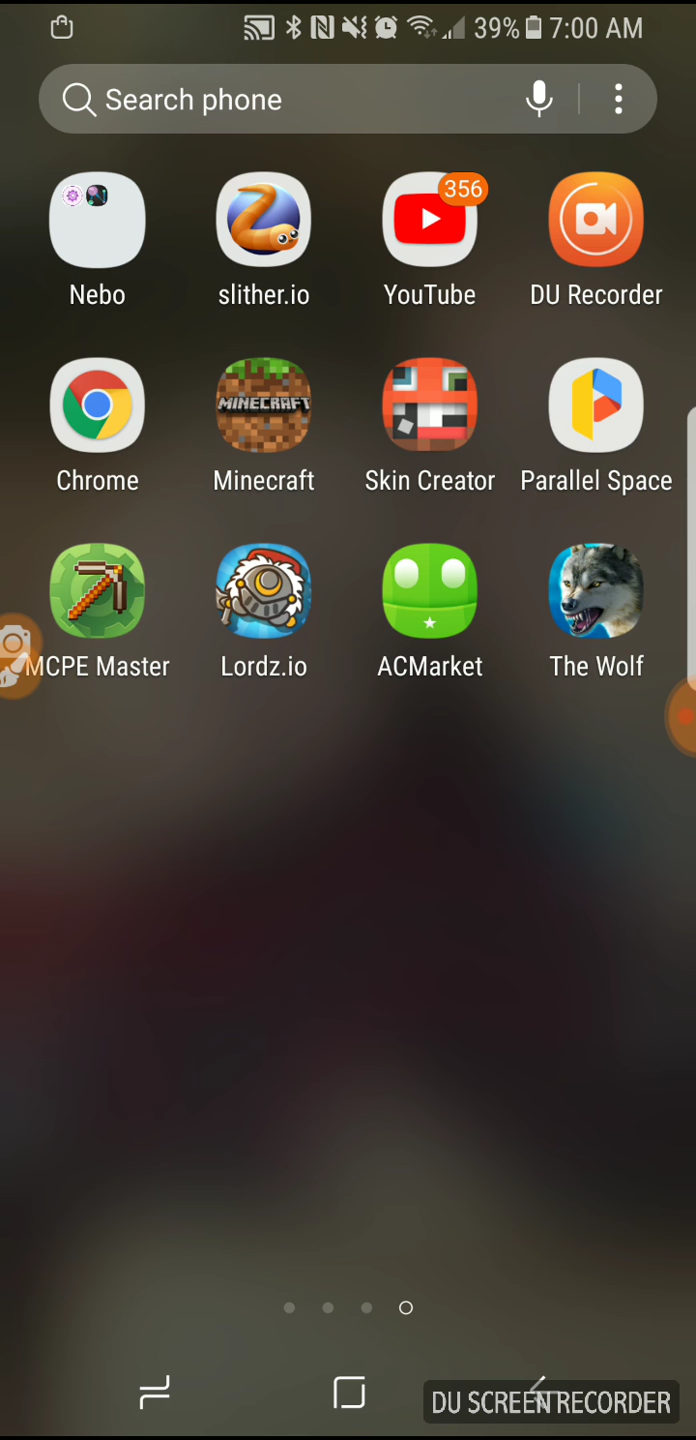 39% 7:00 AM
Search phone
356
Nebo slither.io YouTube DU Recorder
MINECRAFT
Chrome Minecraft Skin Creator Parallel Space
MCPE Master Lordz.io ACMarket The Wolf
DU SCREEN RECORDER